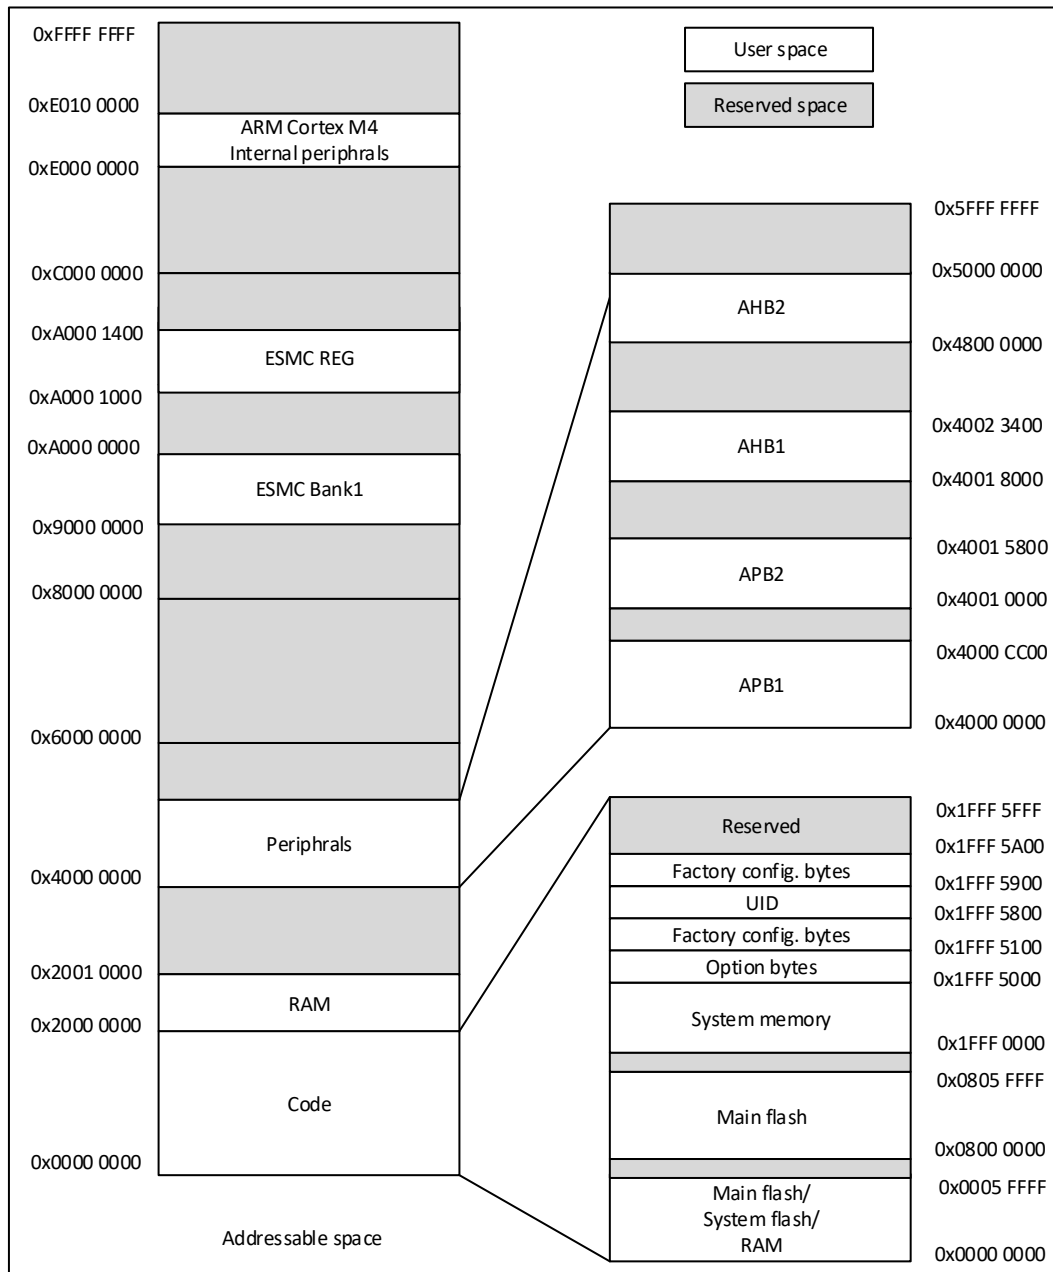 0xFFFF FFFF
0xE010 0000
ARM Cortex M4
Internal periphrals
0xE000 0000
0xC000 0000
0xA000 1400
ESMC REG
0xA000 1000
0xA000 0000
ESMC Bank1
0x9000 0000
0x8000 0000
0x6000 0000
Periphrals
0x4000 0000
0x2001 0000
RAM
0x2000 0000
Code
0x0000 0000
Addressable space
User space
Reserved space
0x5FFF FFFF
0x5000 0000
AHB2
0x4800 0000
0x4002 3400
AHB1
0x4001 8000
0x4001 5800
APB2
0x4001 0000
0x4000 CC00
APB1
0x4000 0000
0x1FFF 5FFF
Reserved
0x1FFF 5A00
Factory config. bytes
0x1FFF 5900
UID
0x1FFF 5800
Factory config. bytes
0x1FFF 5100
Option bytes
0x1FFF 5000
System memory
0x1FFF 0000
0x0805 FFFF
Main flash
0x0800 0000
0x0005 FFFF
Main flash/
System flash/
RAM
0x0000 0000